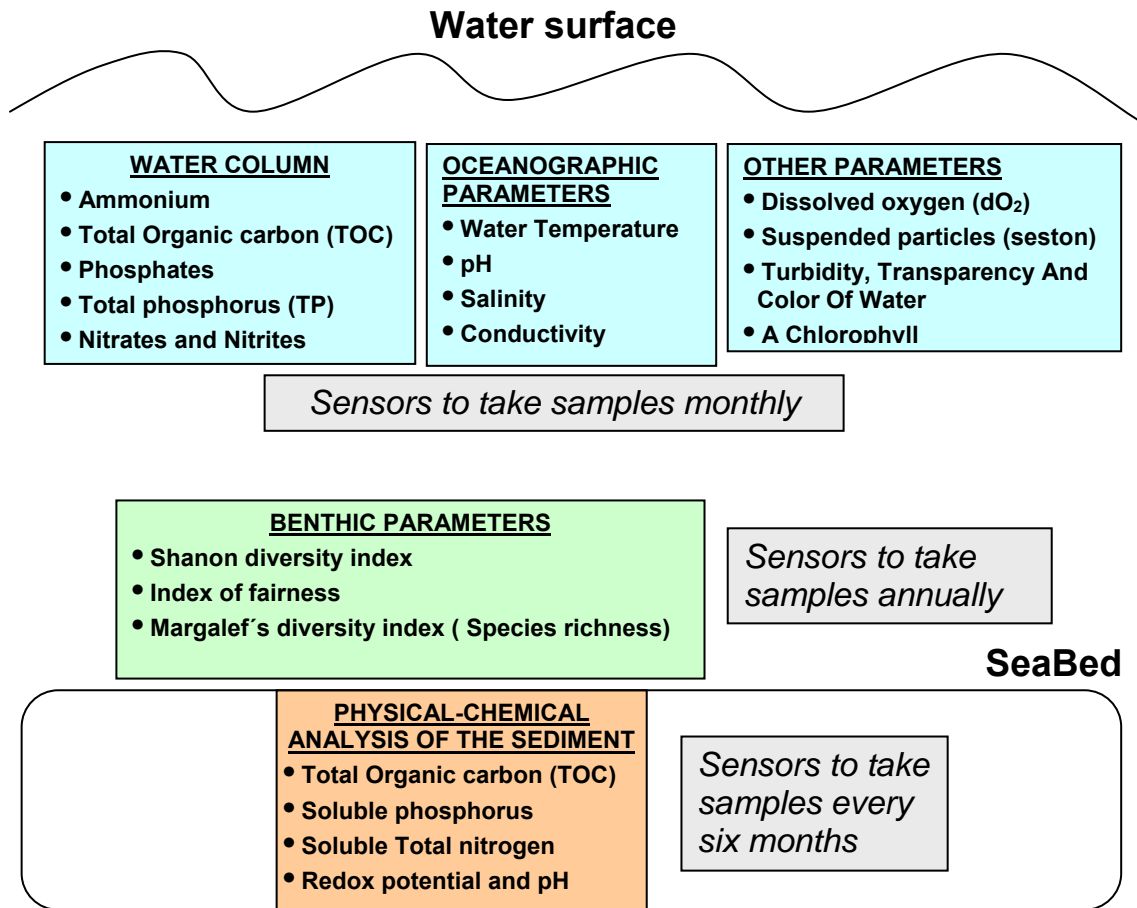 Water surface
WATER COLUMN
• Ammonium
• Total Organic carbon (TOC)
• Phosphates
• Total phosphorus (TP)
• Nitrates and Nitrites
OCEANOGRAPHIC
PARAMETERS
• Water Temperature
• pH
• Salinity
• Conductivity
OTHER PARAMETERS
• Dissolved oxygen (dO₂)
• Suspended particles (seston)
• Turbidity, Transparency And
Color Of Water
• A Chlorophyll
Sensors to take samples monthly
BENTHIC PARAMETERS
• Shanon diversity index
• Index of fairness
• Margalef´s diversity index ( Species richness)
Sensors to take
samples annually
SeaBed
PHYSICAL-CHEMICAL
ANALYSIS OF THE SEDIMENT
• Total Organic carbon (TOC)
• Soluble phosphorus
• Soluble Total nitrogen
• Redox potential and pH
Sensors to take
samples every
six months